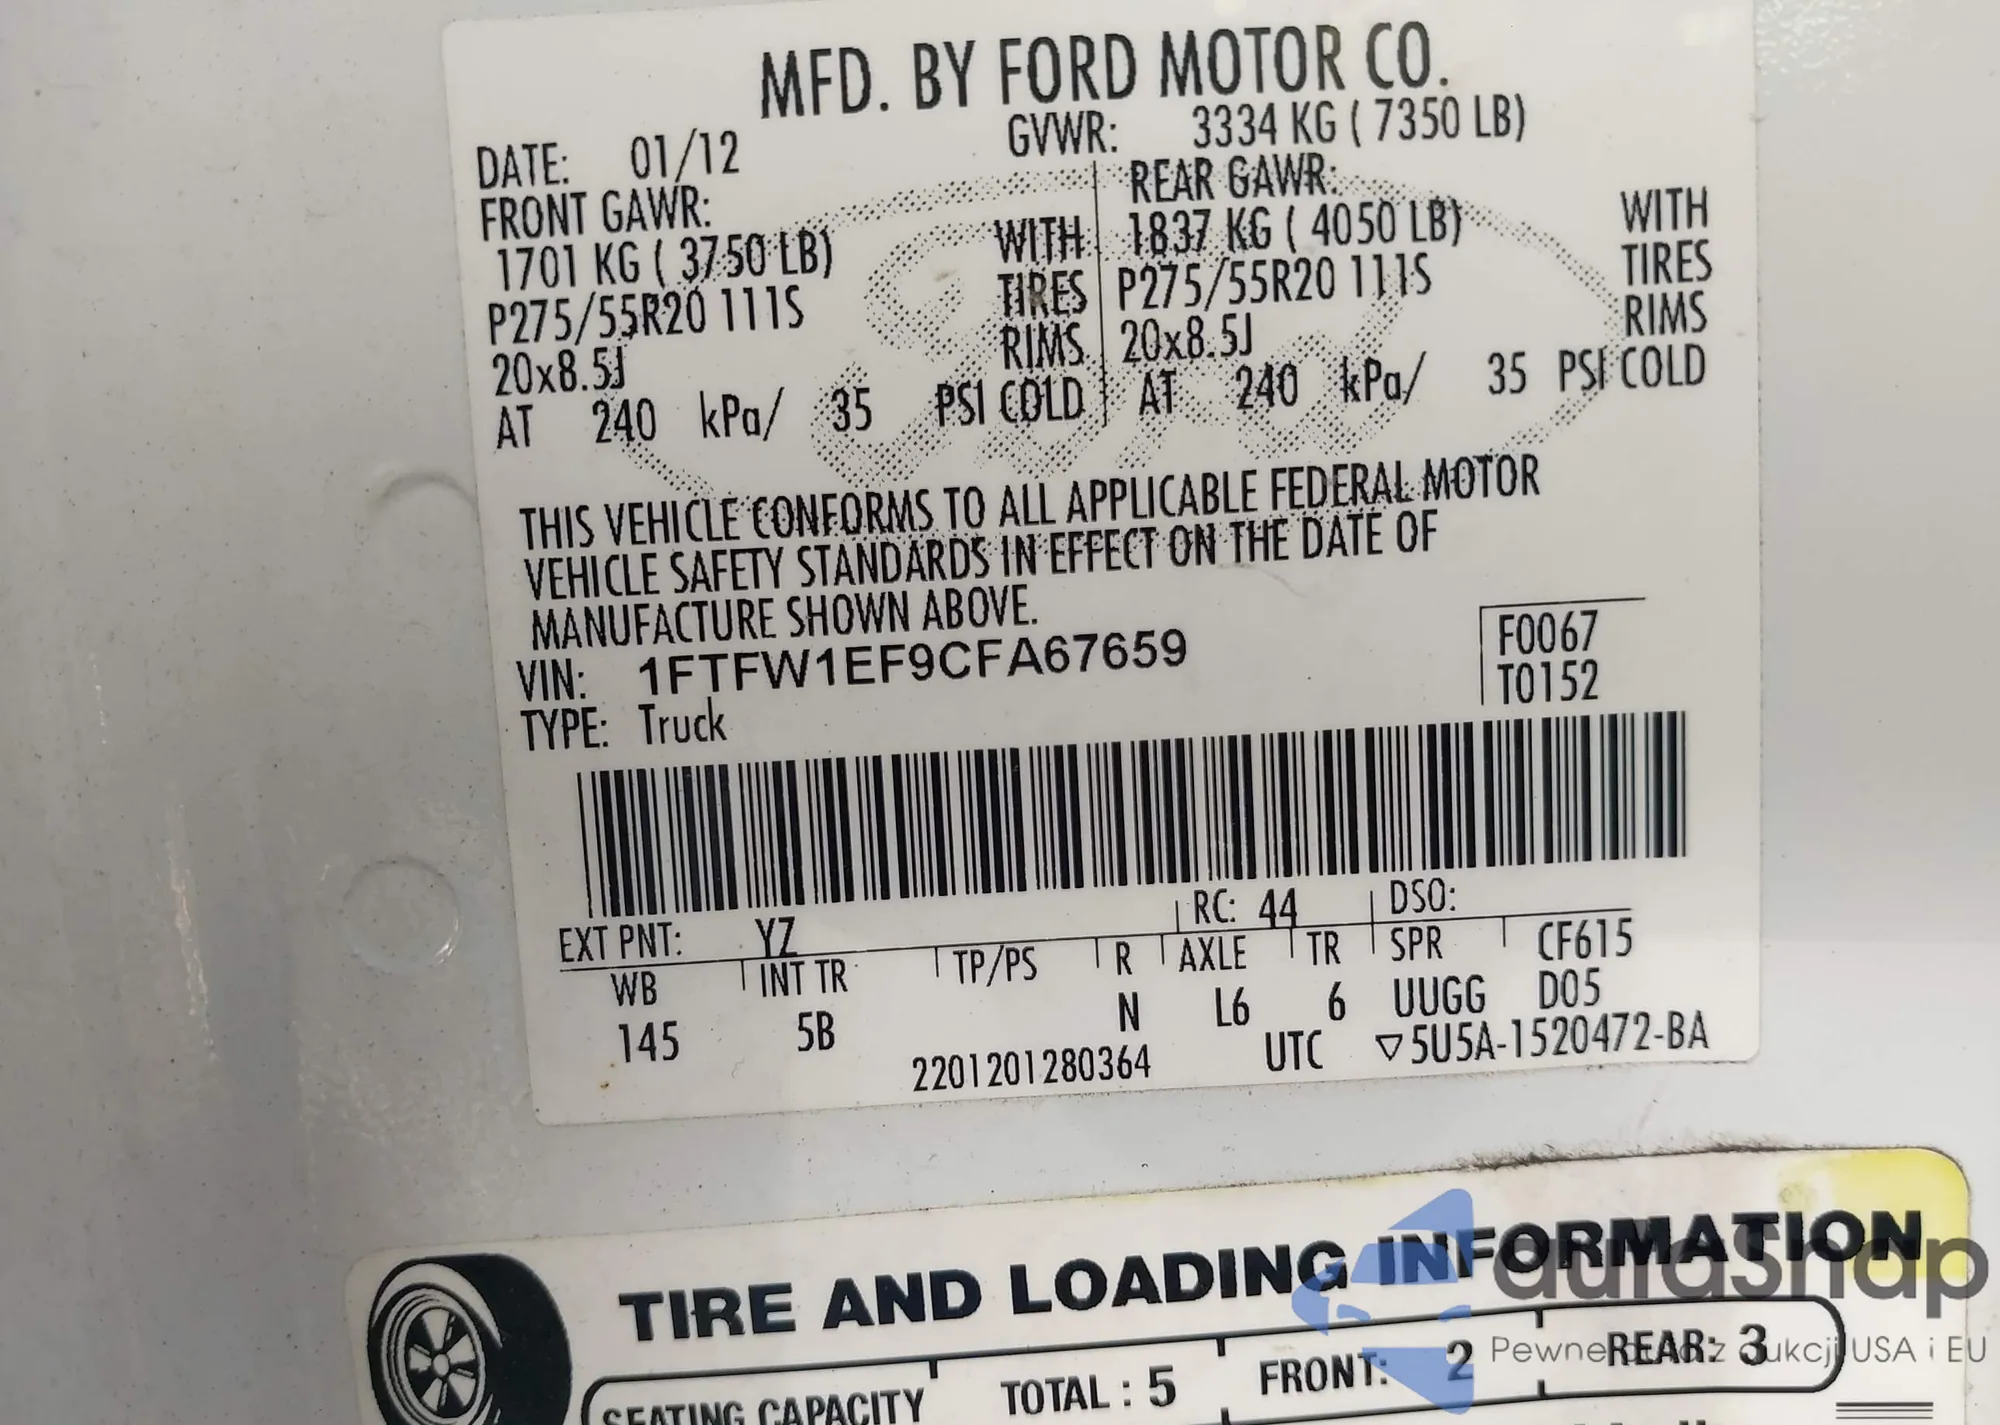 MFD. BY FORD MOTOR CO.
DATE: 01/12 GVWR: 3334 KG ( 7350 LB)
FRONT GAWR: REAR GAWR:
1701 KG ( 3750 LB) WITH 1837 KG ( 4050 LB) WITH
P275/55R20 111S TIRES P275/55R20 111S TIRES
20x8.5J RIMS 20x8.5J RIMS
AT 240 kPa/ 35 PSI COLD AT 240 kPa/ 35 PSI COLD
THIS VEHICLE CONFORMS TO ALL APPLICABLE FEDERAL MOTOR
VEHICLE SAFETY STANDARDS IN EFFECT ON THE DATE OF
MANUFACTURE SHOWN ABOVE.
VIN: 1FTFW1EF9CFA67659 F0067
TYPE: Truck T0152
EXT PNT: YZ RC: 44 DSO:
WB INT TR TP/PS R AXLE TR SPR CF615
145 5B N L6 6 UUGG D05
2201201280364 UTC ▽5U5A-1520472-BA
TIRE AND LOADING INFORMATION
SEATING CAPACITY TOTAL : 5 FRONT: 2 REAR: 3
auraSnap
USA i EU